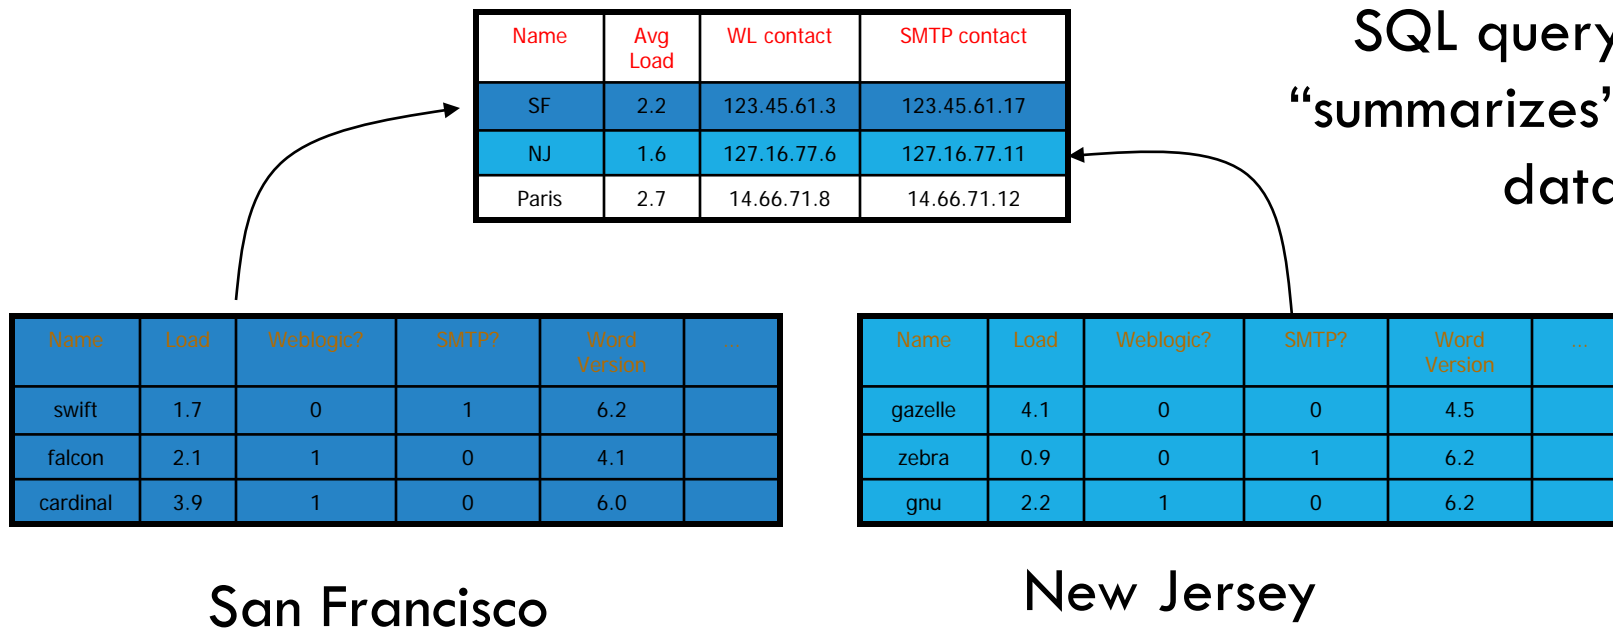 Name Avg Load WL contact SMTP contact
SF 2.2 123.45.61.3 123.45.61.17
NJ 1.6 127.16.77.6 127.16.77.11
Paris 2.7 14.66.71.8 14.66.71.12
SQL query
“summarizes”
data
Name Load Weblogic? SMTP? Word Version ...
swift 1.7 0 1 6.2
falcon 2.1 1 0 4.1
cardinal 3.9 1 0 6.0
San Francisco
Name Load Weblogic? SMTP? Word Version ...
gazelle 4.1 0 0 4.5
zebra 0.9 0 1 6.2
gnu 2.2 1 0 6.2
New Jersey